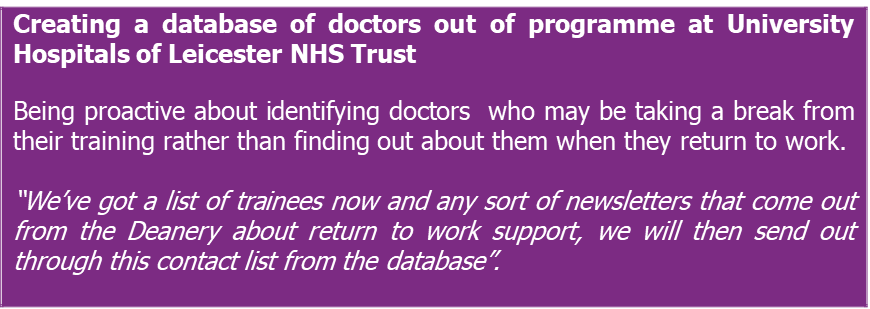 Creating a database of doctors out of programme at University
Hospitals of Leicester NHS Trust
Being proactive about identifying doctors who may be taking a break from
their training rather than finding out about them when they return to work.
“We’ve got a list of trainees now and any sort of newsletters that come out
from the Deanery about return to work support, we will then send out
through this contact list from the database”.